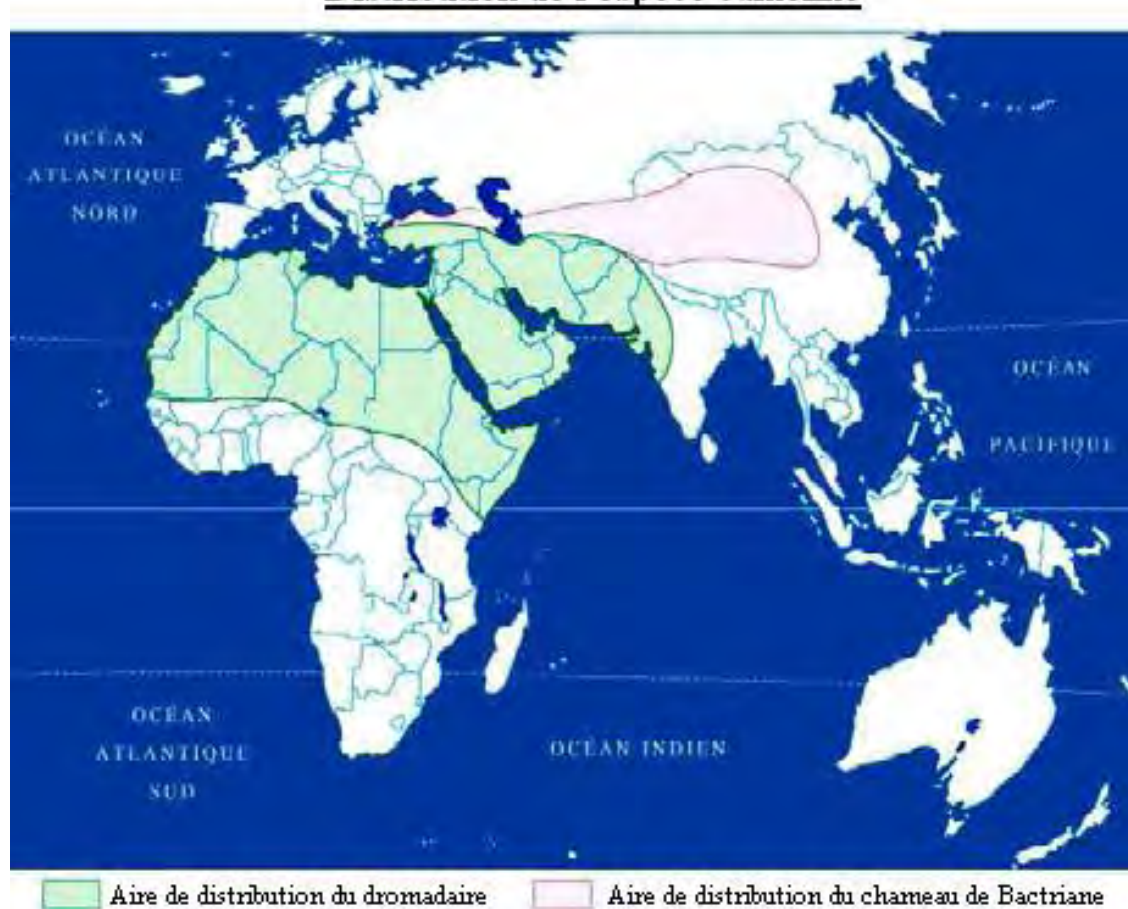 OCÉAN
ATLANTIQUE
NORD
OCÉAN
PACIFIQUE
OCÉAN
ATLANTIQUE
SUD
OCÉAN INDIEN
Aire de distribution du dromadaire
Aire de distribution du chameau de Bactriane